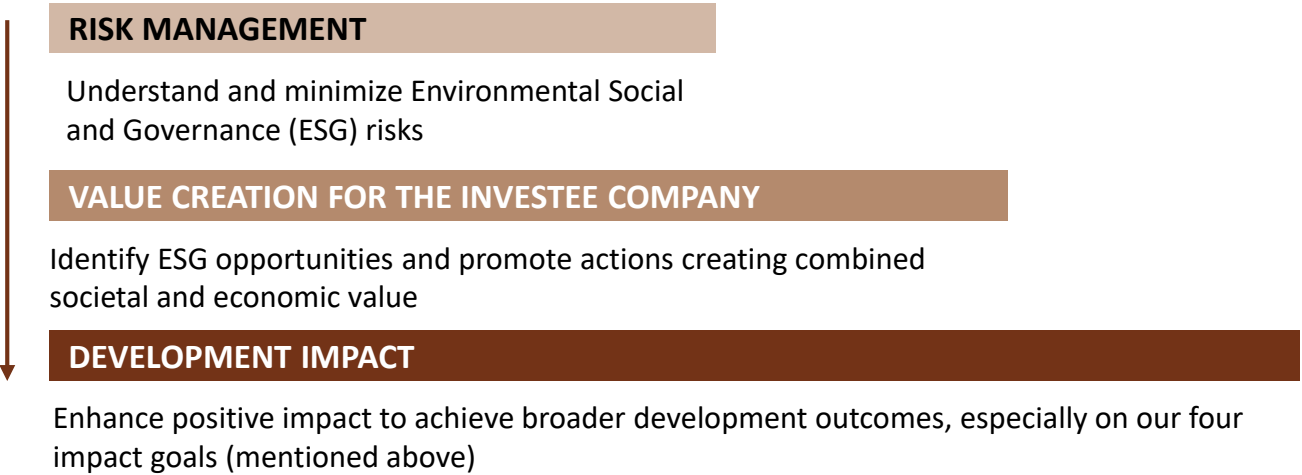 RISK MANAGEMENT
Understand and minimize Environmental Social
and Governance (ESG) risks
VALUE CREATION FOR THE INVESTEE COMPANY
Identify ESG opportunities and promote actions creating combined
societal and economic value
DEVELOPMENT IMPACT
Enhance positive impact to achieve broader development outcomes, especially on our four
impact goals (mentioned above)